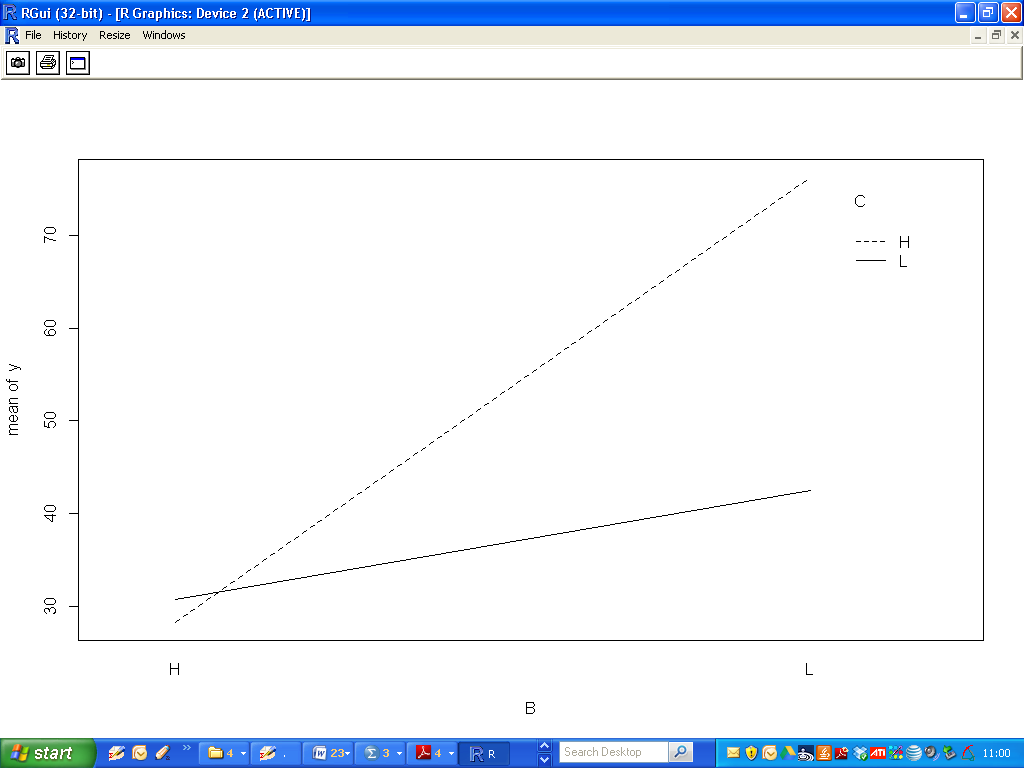 RGui (32-bit) - [R Graphics: Device 2 (ACTIVE)]
File History Resize Windows
C
H
L
70
60
50
40
30
mean of y
H L
B
start 4 . 23 3 4 R Search Desktop 11:00